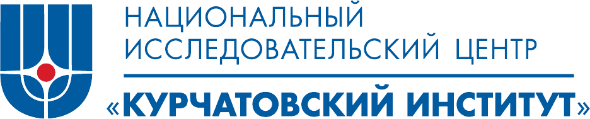 НАЦИОНАЛЬНЫЙ
ИССЛЕДОВАТЕЛЬСКИЙ ЦЕНТР
«КУРЧАТОВСКИЙ ИНСТИТУТ»